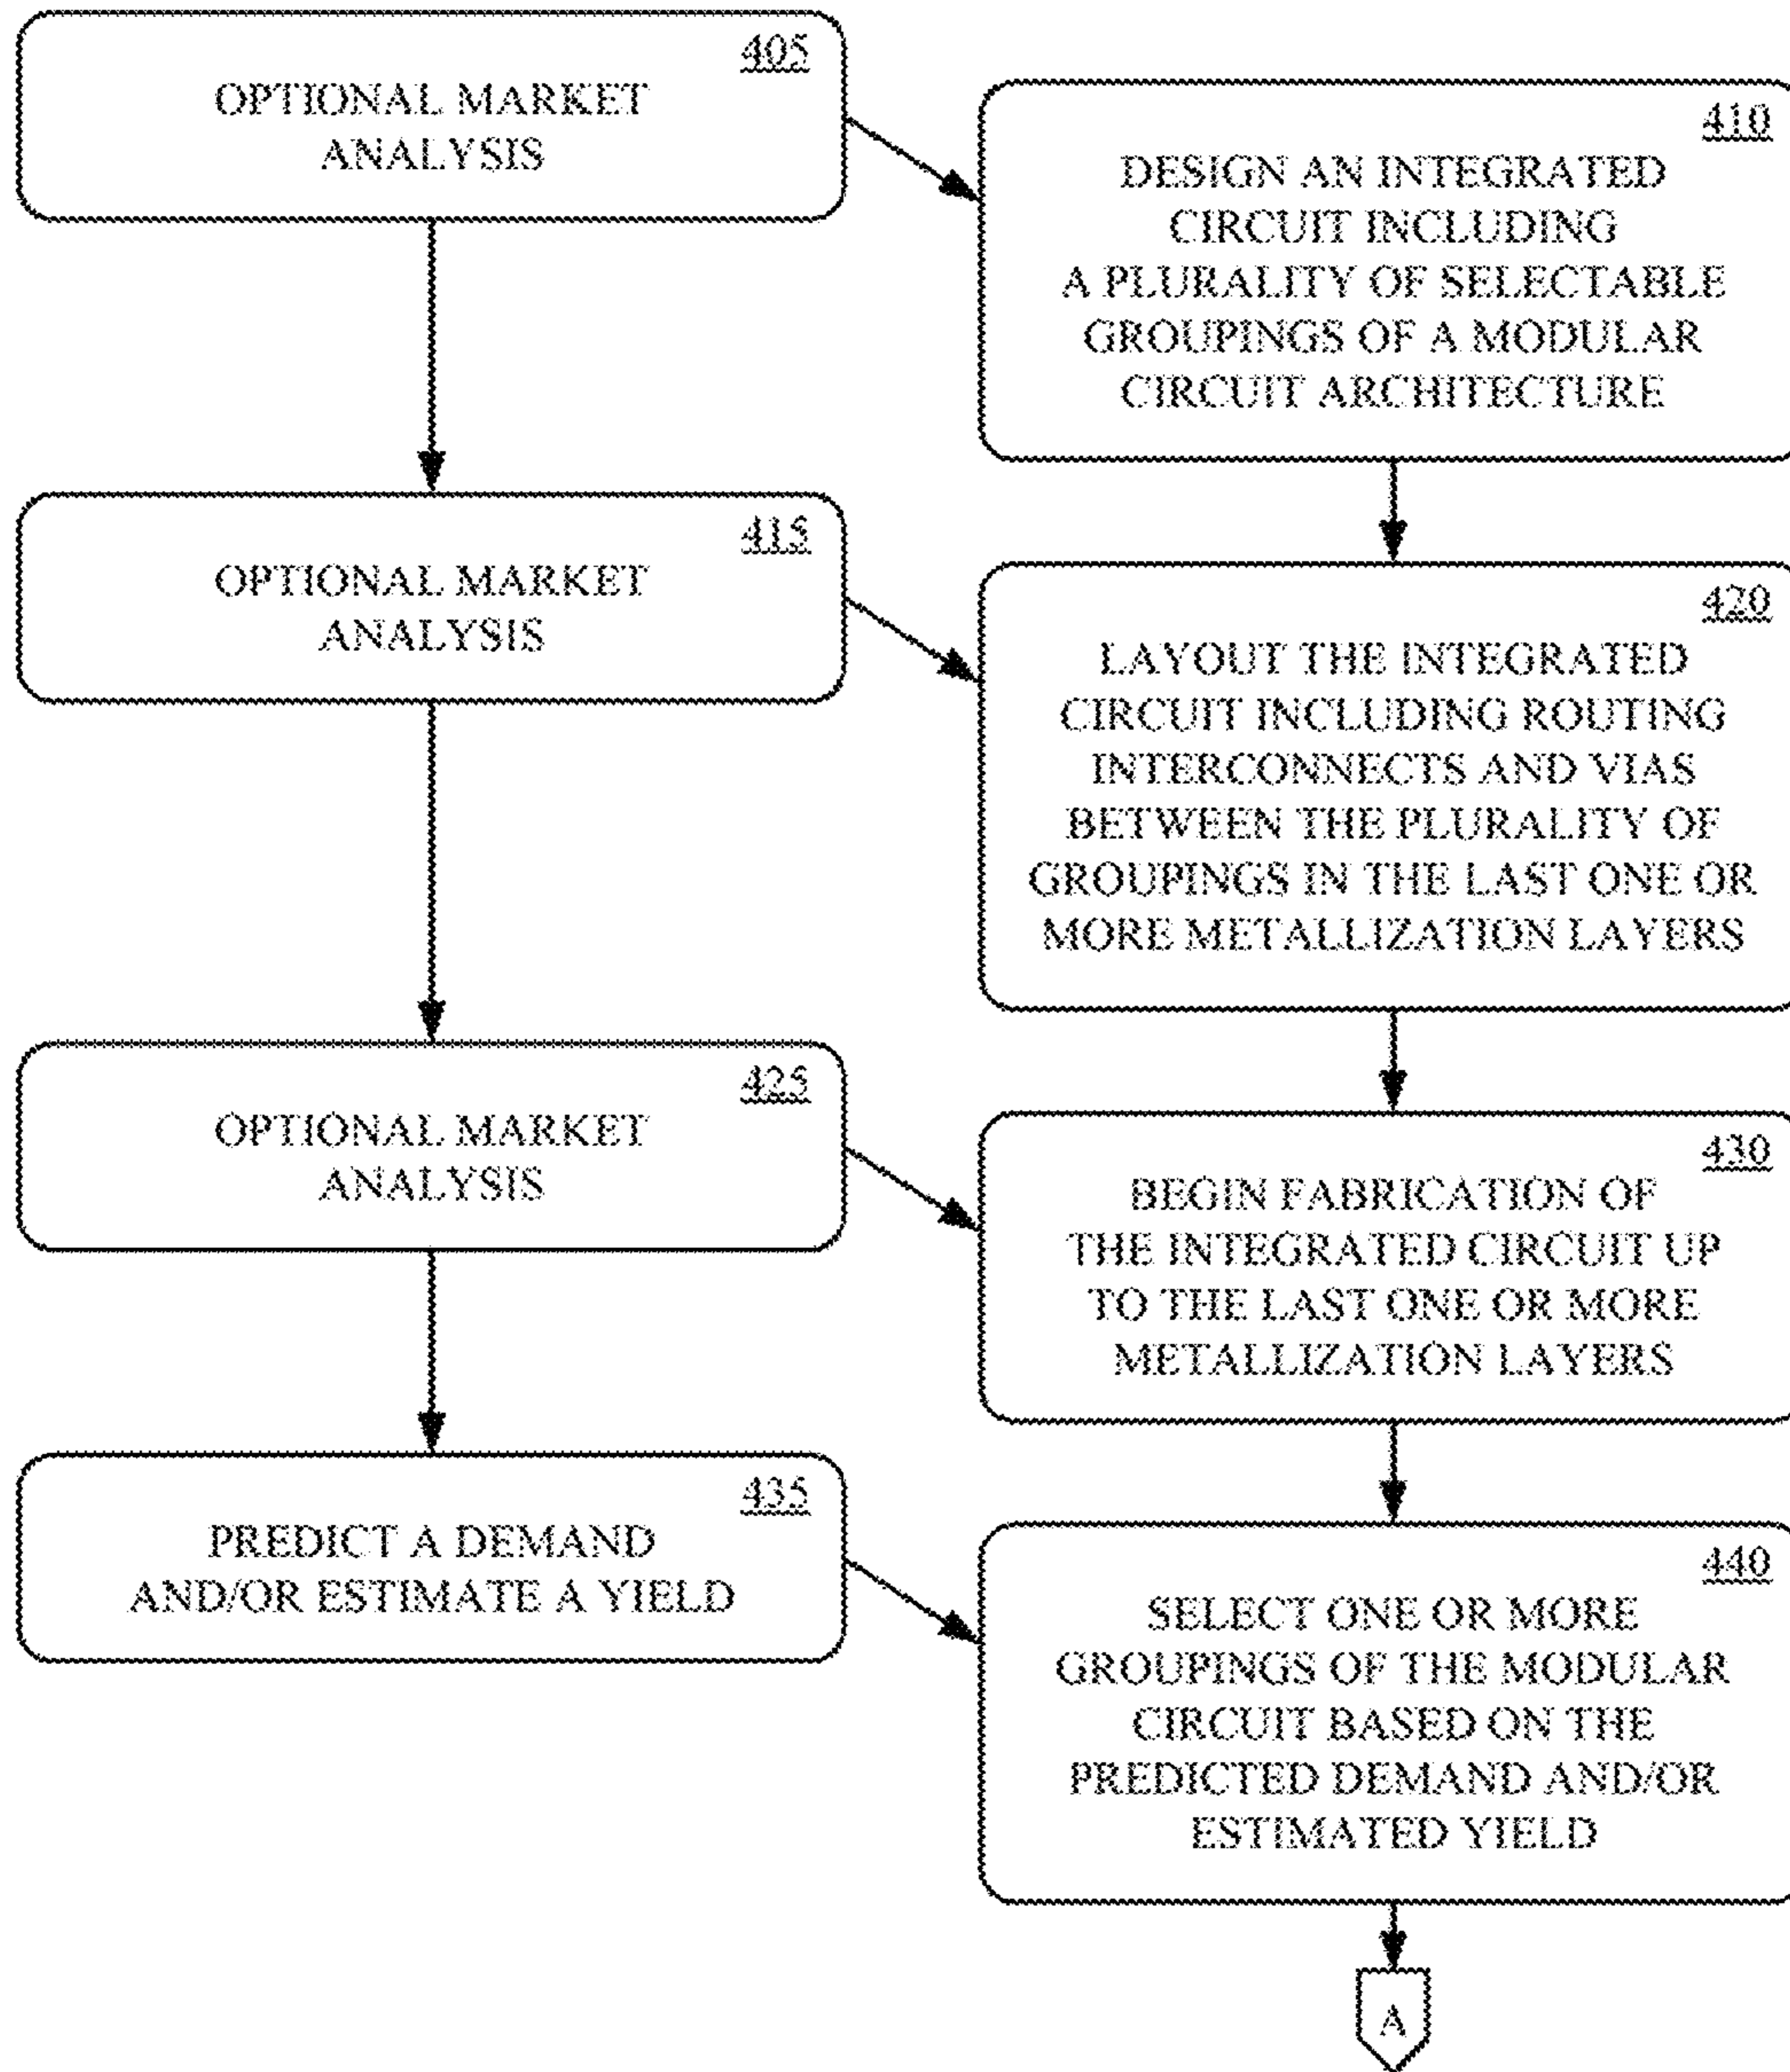 405
OPTIONAL MARKET
ANALYSIS
410
DESIGN AN INTEGRATED
CIRCUIT INCLUDING
A PLURALITY OF SELECTABLE
GROUPINGS OF A MODULAR
CIRCUIT ARCHITECTURE
415
OPTIONAL MARKET
ANALYSIS
420
LAYOUT THE INTEGRATED
CIRCUIT INCLUDING ROUTING
INTERCONNECTS AND VIAS
BETWEEN THE PLURALITY OF
GROUPINGS IN THE LAST ONE OR
MORE METALLIZATION LAYERS
425
OPTIONAL MARKET
ANALYSIS
430
BEGIN FABRICATION OF
THE INTEGRATED CIRCUIT UP
TO THE LAST ONE OR MORE
METALLIZATION LAYERS
435
PREDICT A DEMAND
AND/OR ESTIMATE A YIELD
440
SELECT ONE OR MORE
GROUPINGS OF THE MODULAR
CIRCUIT BASED ON THE
PREDICTED DEMAND AND/OR
ESTIMATED YIELD
A